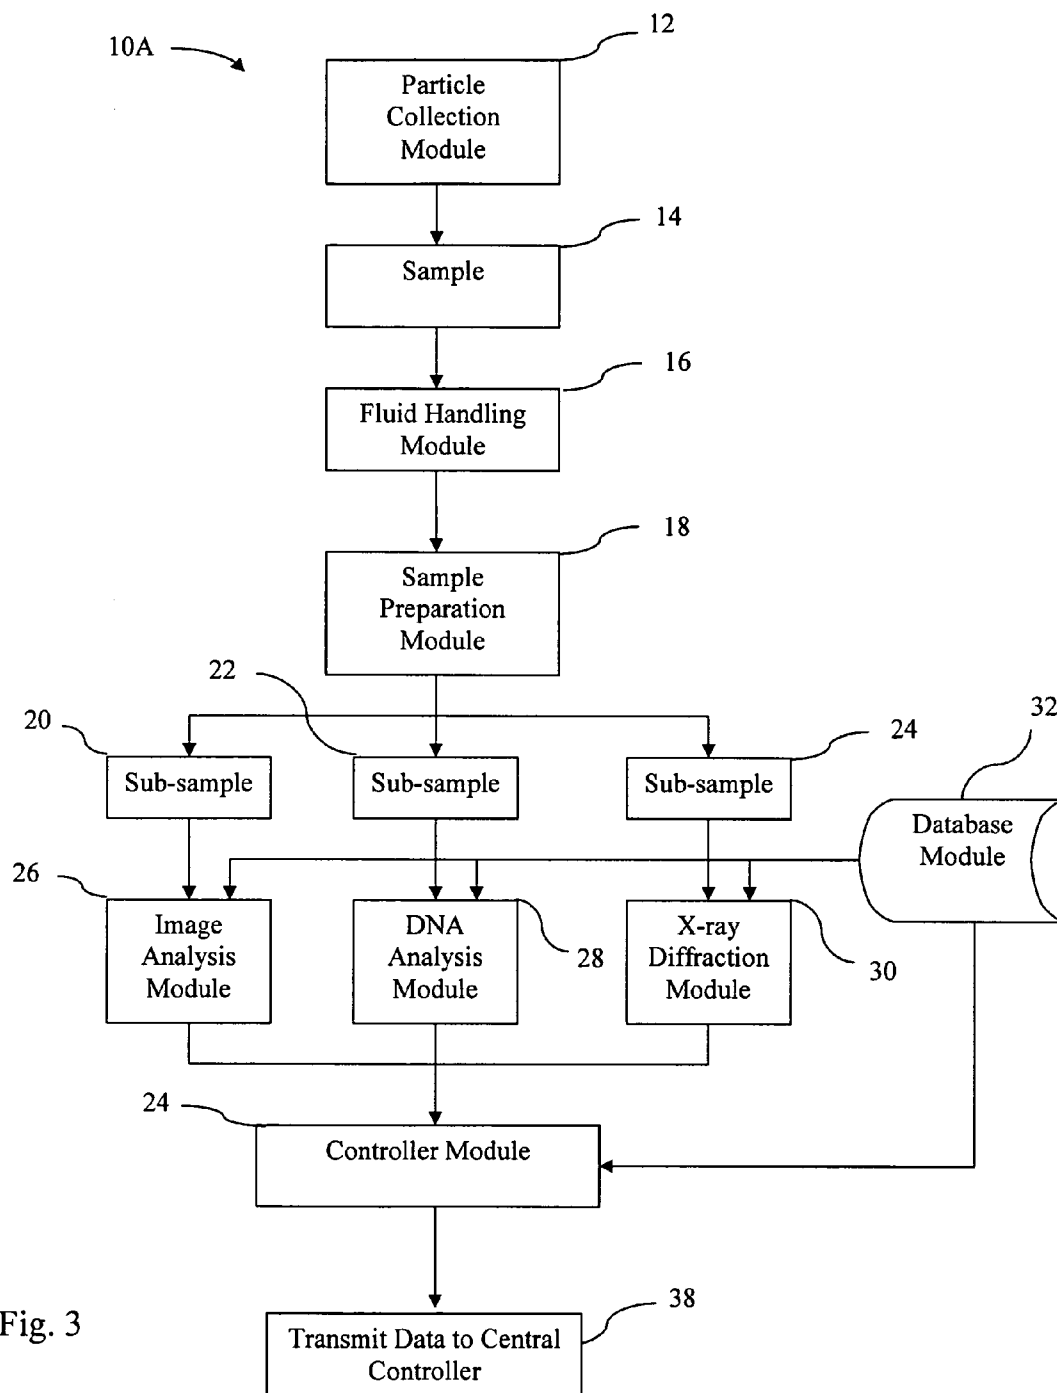 10A
12
Particle
Collection
Module
14
Sample
16
Fluid Handling
Module
18
Sample
Preparation
Module
22
20
24
32
Sub-sample
Sub-sample
Sub-sample
Database
Module
26
Image
Analysis
Module
DNA
Analysis
Module
28
X-ray
Diffraction
Module
30
24
Controller Module
38
Fig. 3
Transmit Data to Central
Controller